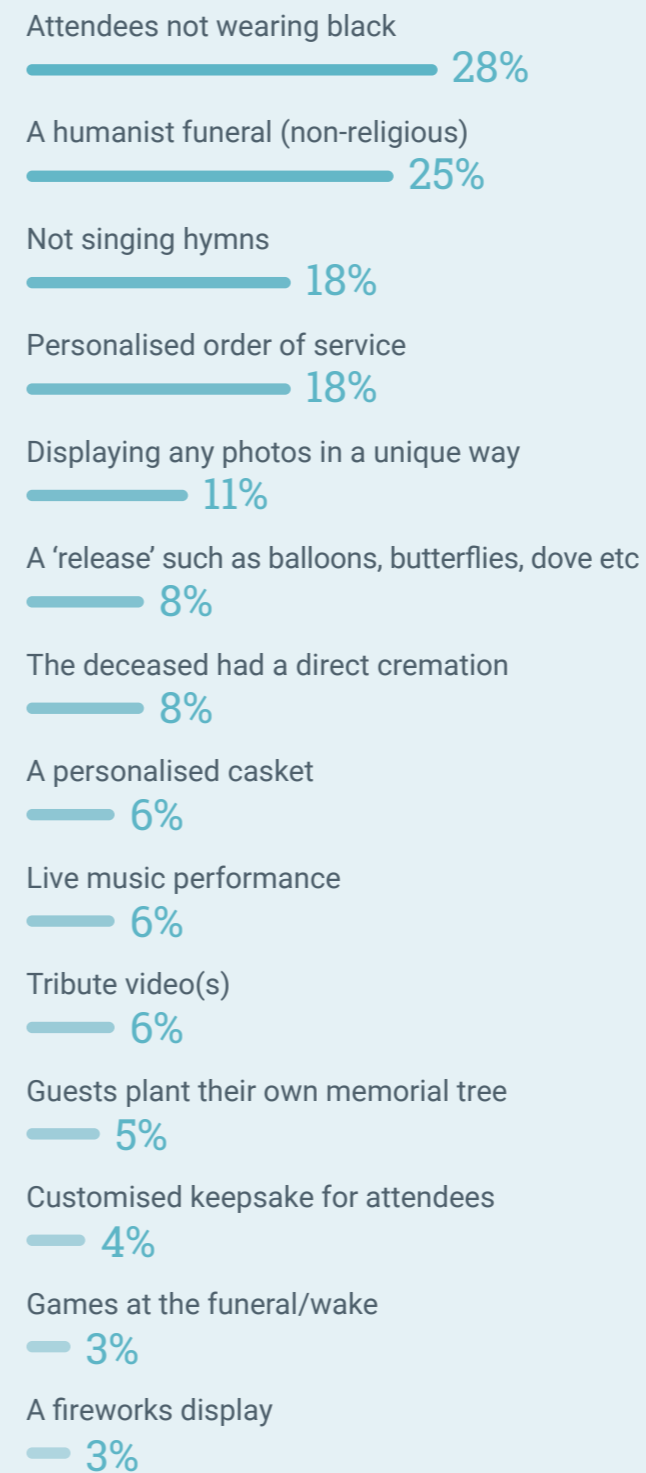 Attendees not wearing black
28%
A humanist funeral (non-religious)
25%
Not singing hymns
18%
Personalised order of service
18%
Displaying any photos in a unique way
11%
A ‘release’ such as balloons, butterflies, dove etc
8%
The deceased had a direct cremation
8%
A personalised casket
6%
Live music performance
6%
Tribute video(s)
6%
Guests plant their own memorial tree
5%
Customised keepsake for attendees
4%
Games at the funeral/wake
3%
A fireworks display
3%